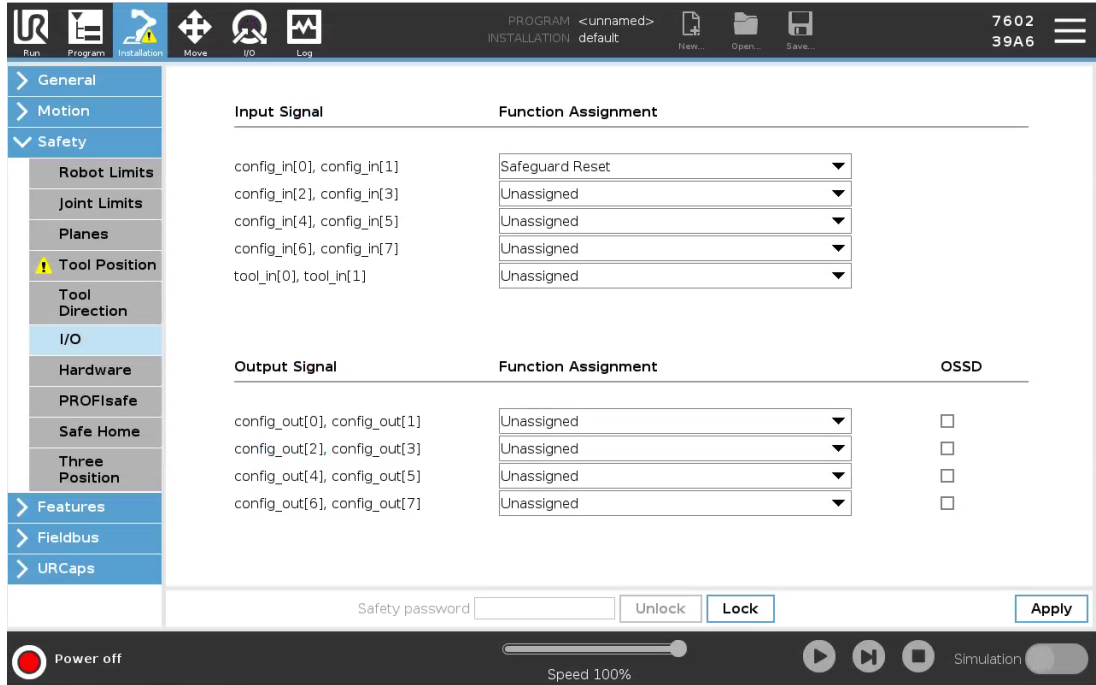 PROGRAM <unnamed>
INSTALLATION default
7602
39A6
Run Program Installation Move I/O Log New... Open... Save...
General
Motion
Safety
Robot Limits
Joint Limits
Planes
Tool Position
Tool
Direction
I/O
Hardware
PROFIsafe
Safe Home
Three
Position
Features
Fieldbus
URCaps
Input Signal Function Assignment
config_in[0], config_in[1] Safeguard Reset
config_in[2], config_in[3] Unassigned
config_in[4], config_in[5] Unassigned
config_in[6], config_in[7] Unassigned
tool_in[0], tool_in[1] Unassigned
Output Signal Function Assignment OSSD
config_out[0], config_out[1] Unassigned
config_out[2], config_out[3] Unassigned
config_out[4], config_out[5] Unassigned
config_out[6], config_out[7] Unassigned
Safety password Unlock Lock Apply
Power off
Speed 100%
Simulation